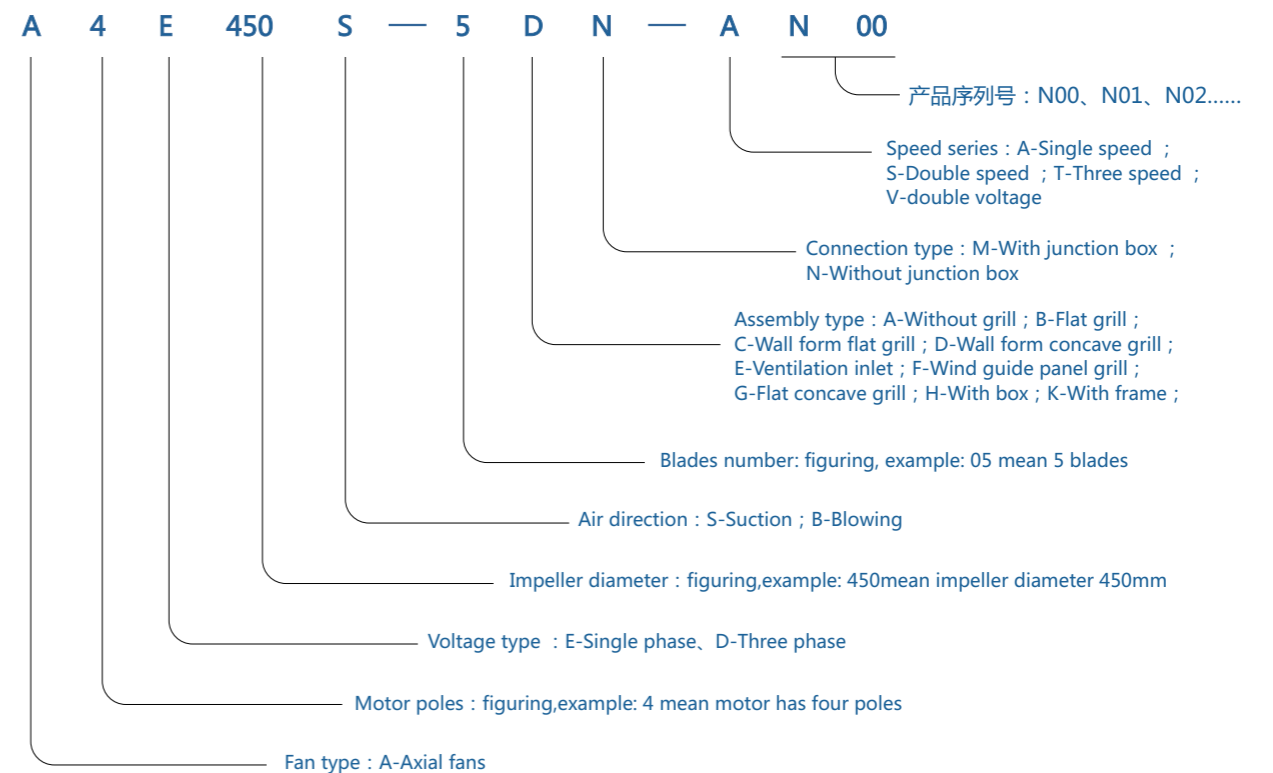 A 4 E 450 S — 5 D N — A N 00
产品序列号：N00、N01、N02......
Speed series：A-Single speed ；
S-Double speed ；T-Three speed ；
V-double voltage
Connection type：M-With junction box ；
N-Without junction box
Assembly type：A-Without grill；B-Flat grill；
C-Wall form flat grill；D-Wall form concave grill；
E-Ventilation inlet；F-Wind guide panel grill；
G-Flat concave grill；H-With box；K-With frame；
Blades number: figuring, example: 05 mean 5 blades
Air direction：S-Suction；B-Blowing
Impeller diameter：figuring,example: 450mean impeller diameter 450mm
Voltage type ：E-Single phase、D-Three phase
Motor poles：figuring,example: 4 mean motor has four poles
Fan type：A-Axial fans